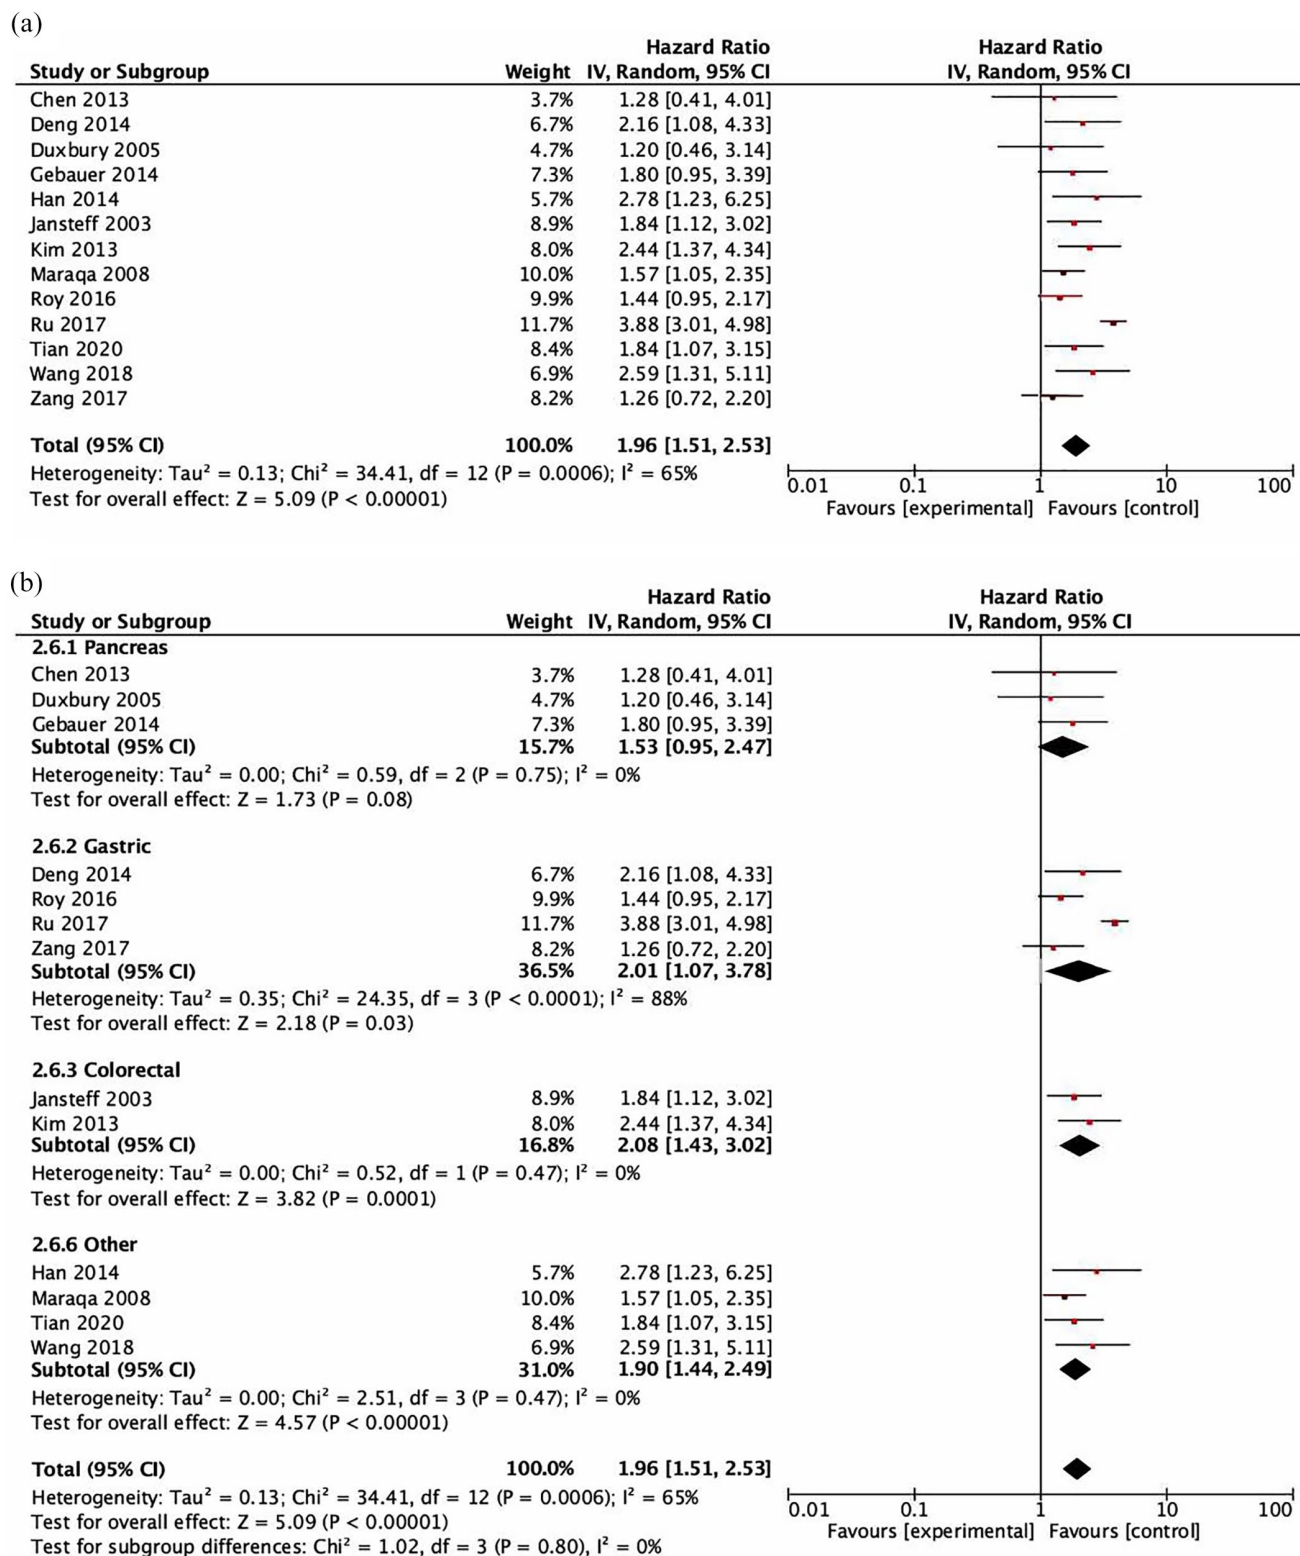 (a)
Hazard Ratio Hazard Ratio
Study or Subgroup Weight IV, Random, 95% CI IV, Random, 95% CI
Chen 2013 3.7% 1.28 [0.41, 4.01]
Deng 2014 6.7% 2.16 [1.08, 4.33]
Duxbury 2005 4.7% 1.20 [0.46, 3.14]
Gebauer 2014 7.3% 1.80 [0.95, 3.39]
Han 2014 5.7% 2.78 [1.23, 6.25]
Jansteff 2003 8.9% 1.84 [1.12, 3.02]
Kim 2013 8.0% 2.44 [1.37, 4.34]
Maraqa 2008 10.0% 1.57 [1.05, 2.35]
Roy 2016 9.9% 1.44 [0.95, 2.17]
Ru 2017 11.7% 3.88 [3.01, 4.98]
Tian 2020 8.4% 1.84 [1.07, 3.15]
Wang 2018 6.9% 2.59 [1.31, 5.11]
Zang 2017 8.2% 1.26 [0.72, 2.20]
Total (95% CI) 100.0% 1.96 [1.51, 2.53]
Heterogeneity: Tau² = 0.13; Chi² = 34.41, df = 12 (P = 0.0006); I² = 65%
Test for overall effect: Z = 5.09 (P < 0.00001)
0.01 0.1 1 10 100
Favours [experimental] Favours [control]
(b)
Hazard Ratio Hazard Ratio
Study or Subgroup Weight IV, Random, 95% CI IV, Random, 95% CI
2.6.1 Pancreas
Chen 2013 3.7% 1.28 [0.41, 4.01]
Duxbury 2005 4.7% 1.20 [0.46, 3.14]
Gebauer 2014 7.3% 1.80 [0.95, 3.39]
Subtotal (95% CI) 15.7% 1.53 [0.95, 2.47]
Heterogeneity: Tau² = 0.00; Chi² = 0.59, df = 2 (P = 0.75); I² = 0%
Test for overall effect: Z = 1.73 (P = 0.08)
2.6.2 Gastric
Deng 2014 6.7% 2.16 [1.08, 4.33]
Roy 2016 9.9% 1.44 [0.95, 2.17]
Ru 2017 11.7% 3.88 [3.01, 4.98]
Zang 2017 8.2% 1.26 [0.72, 2.20]
Subtotal (95% CI) 36.5% 2.01 [1.07, 3.78]
Heterogeneity: Tau² = 0.35; Chi² = 24.35, df = 3 (P < 0.0001); I² = 88%
Test for overall effect: Z = 2.18 (P = 0.03)
2.6.3 Colorectal
Jansteff 2003 8.9% 1.84 [1.12, 3.02]
Kim 2013 8.0% 2.44 [1.37, 4.34]
Subtotal (95% CI) 16.8% 2.08 [1.43, 3.02]
Heterogeneity: Tau² = 0.00; Chi² = 0.52, df = 1 (P = 0.47); I² = 0%
Test for overall effect: Z = 3.82 (P = 0.0001)
2.6.6 Other
Han 2014 5.7% 2.78 [1.23, 6.25]
Maraqa 2008 10.0% 1.57 [1.05, 2.35]
Tian 2020 8.4% 1.84 [1.07, 3.15]
Wang 2018 6.9% 2.59 [1.31, 5.11]
Subtotal (95% CI) 31.0% 1.90 [1.44, 2.49]
Heterogeneity: Tau² = 0.00; Chi² = 2.51, df = 3 (P = 0.47); I² = 0%
Test for overall effect: Z = 4.57 (P < 0.00001)
Total (95% CI) 100.0% 1.96 [1.51, 2.53]
Heterogeneity: Tau² = 0.13; Chi² = 34.41, df = 12 (P = 0.0006); I² = 65%
0.01 0.1 1 10 100
Test for overall effect: Z = 5.09 (P < 0.00001)
Favours [experimental] Favours [control]
Test for subgroup differences: Chi² = 1.02, df = 3 (P = 0.80), I² = 0%